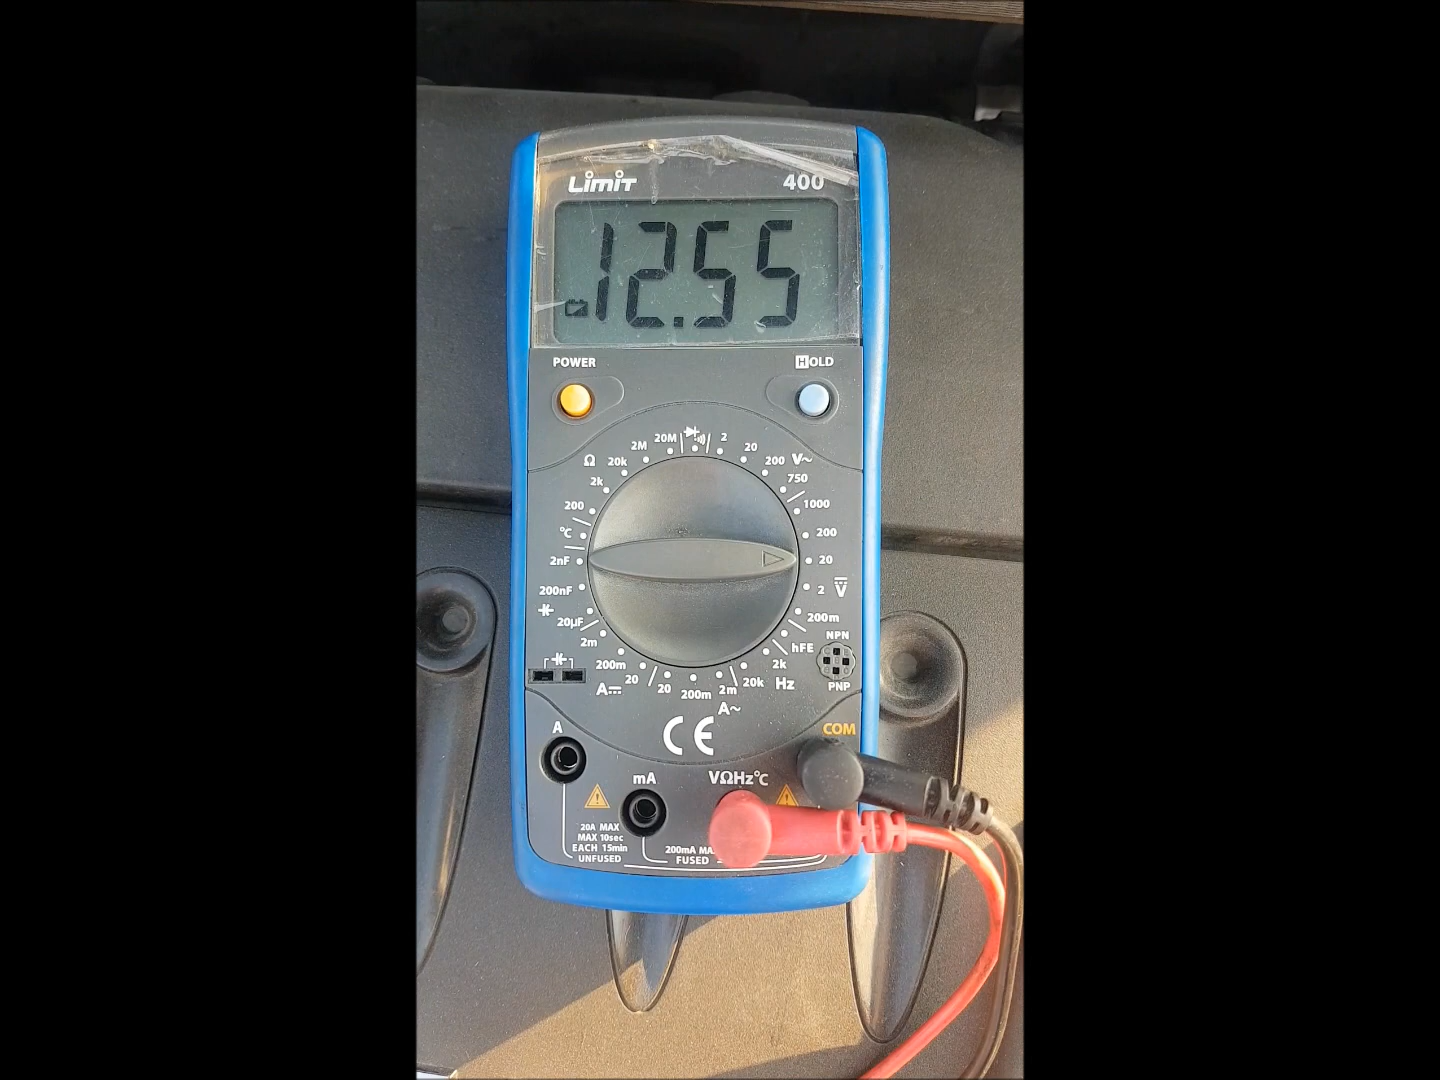 LimiT 400
12.55
POWER HOLD
20M 2 20
2M 200 V~
Ω 20k 750
2k 1000
200 200
°C 20
2nF 2 V
200nF 200m
20µF hFE NPN
2m 2k PNP
200m 20k Hz
A 20 20 200m 2m
A~
CE
COM
A
mA VΩHz°C
20A MAX
MAX 10sec
EACH 15min
UNFUSED
200mA
FUSED